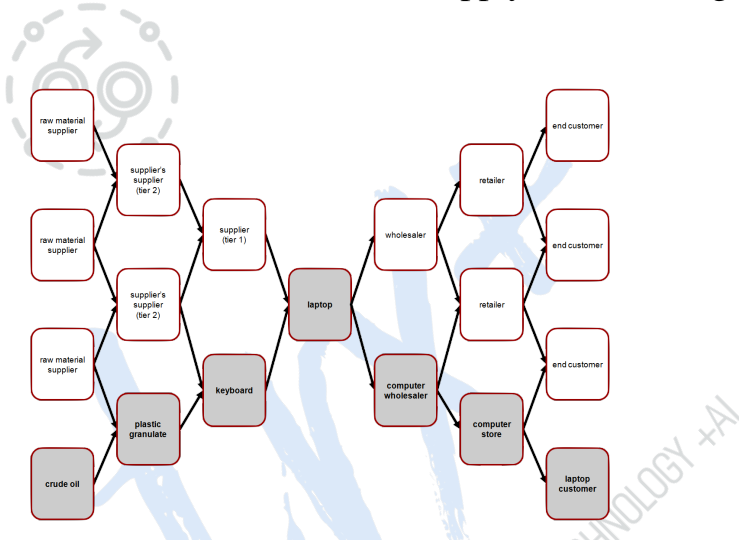 raw material
supplier
raw material
supplier
raw material
supplier
crude oil
supplier's
supplier
(tier 2)
supplier's
supplier
(tier 2)
plastic
granulate
supplier
(tier 1)
keyboard
laptop
wholesaler
computer
wholesaler
retailer
retailer
computer
store
end customer
end customer
end customer
laptop
customer
+AI